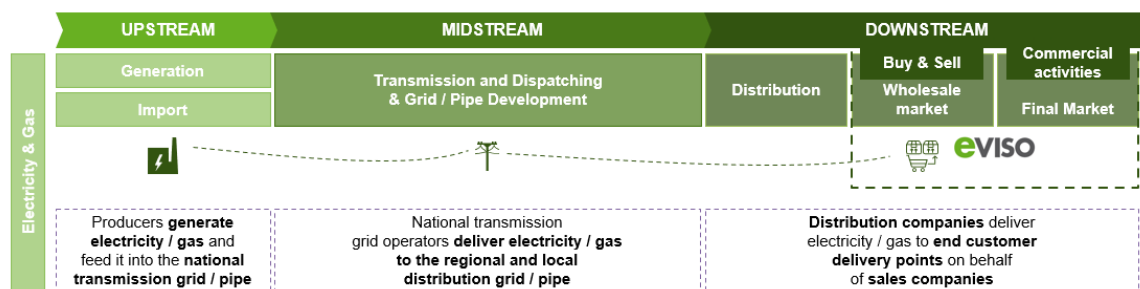 UPSTREAM
MIDSTREAM
DOWNSTREAM
Electricity & Gas
Generation
Import
Transmission and Dispatching
& Grid / Pipe Development
Distribution
Buy & Sell
Wholesale
market
Commercial
activities
Final Market
eVISO
Producers generate
electricity / gas and
feed it into the national
transmission grid / pipe
National transmission
grid operators deliver electricity / gas
to the regional and local
distribution grid / pipe
Distribution companies deliver
electricity / gas to end customer
delivery points on behalf
of sales companies